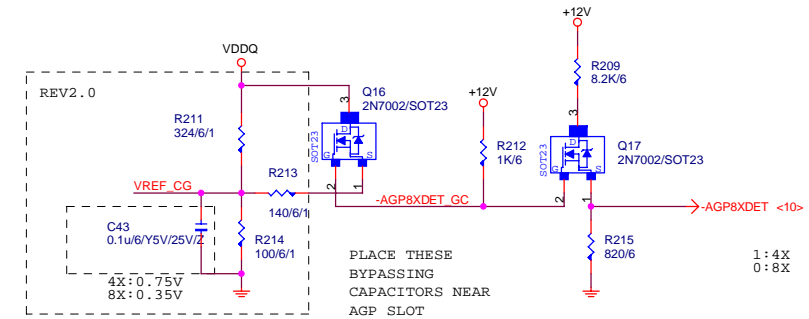 +12V
VDDQ
R209
8.2K/6
REV2.0
Q16
2N7002/SOT23
+12V
3
3
R211
324/6/1
D
G
S
SOT23
R212
1K/6
D
G
S
SOT23
Q17
2N7002/SOT23
R213
2
1
2
1
VREF_CG
140/6/1
-AGP8XDET_GC
-AGP8XDET <10>
C43
0.1u/6/Y5V/25V/Z
R214
100/6/1
R215
820/6
4X:0.75V
8X:0.35V
PLACE THESE
BYPASSING
CAPACITORS NEAR
AGP SLOT
1:4X
0:8X